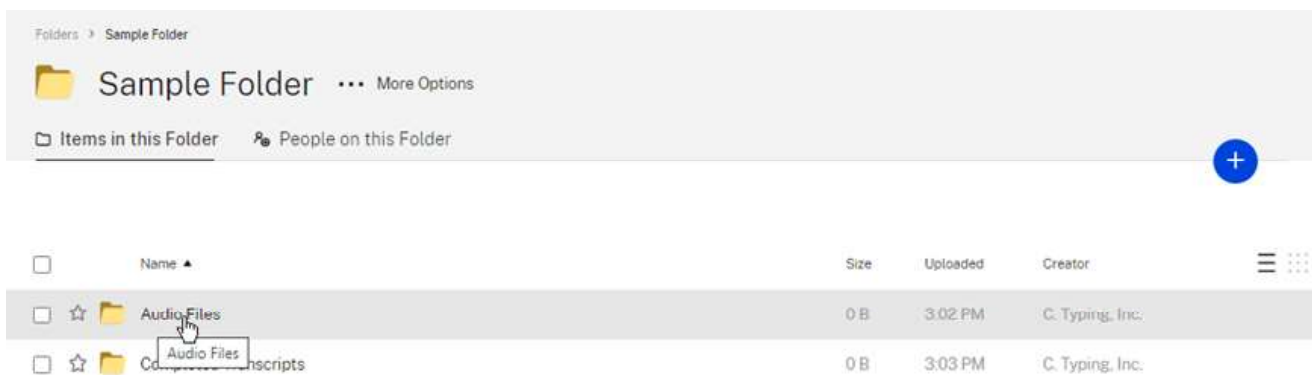 Folders > Sample Folder
Sample Folder ••• More Options
Items in this Folder People on this Folder
+
Name ▲ Size Uploaded Creator
Audio Files 0 B 3:02 PM C. Typing, Inc.
Audio Files
Transcripts 0 B 3:03 PM C. Typing, Inc.